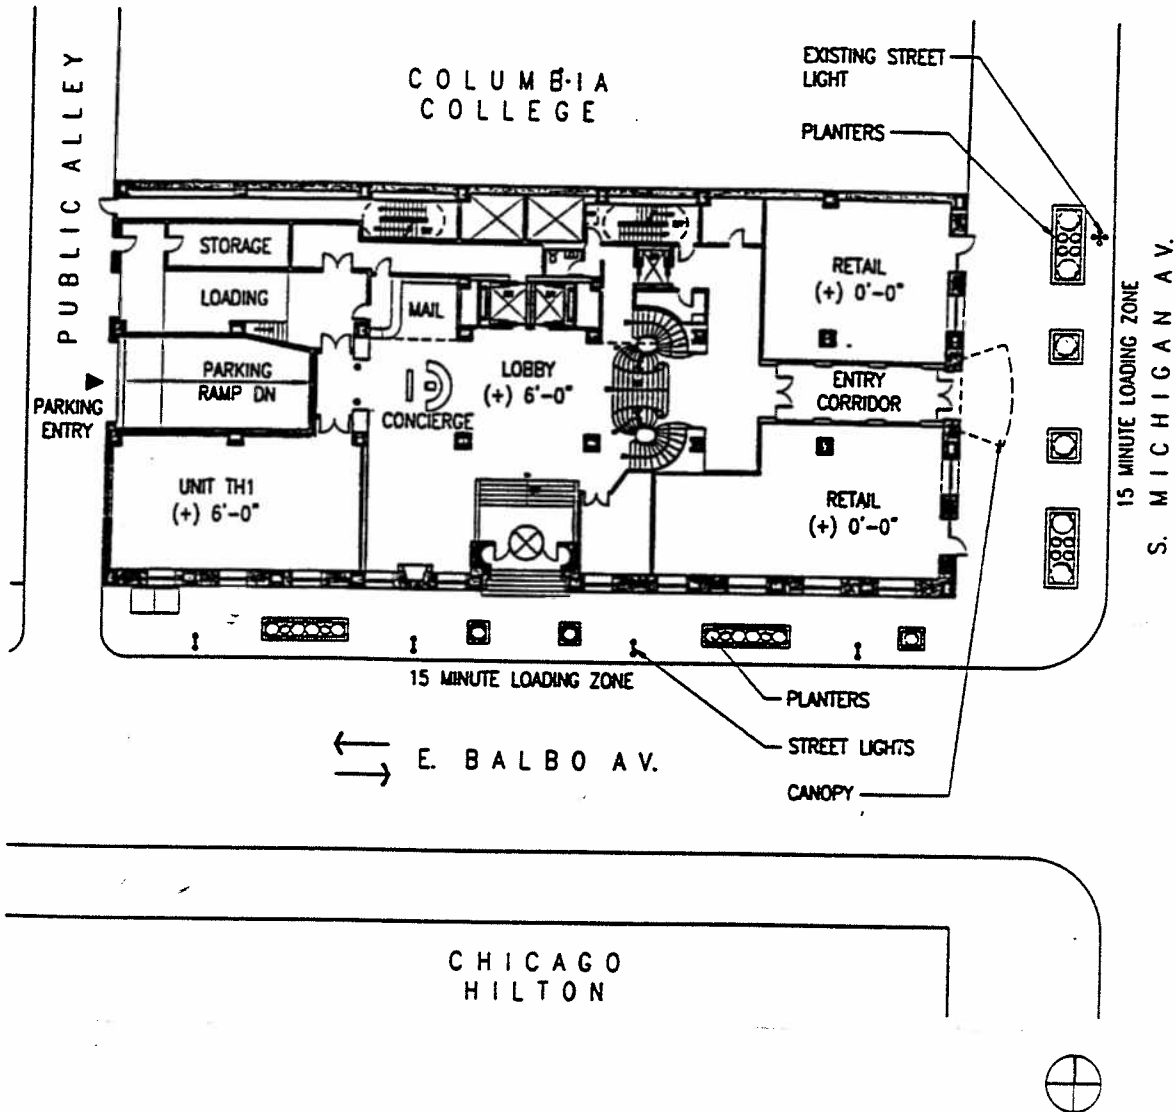 COLUMBIA
COLLEGE
EXISTING STREET
LIGHT
PLANTERS
PUBLIC ALLEY
STORAGE
LOADING
MAIL
PARKING
RAMP DN
PARKING
ENTRY
CONCIERGE
LOBBY
(+) 6'-0"
RETAIL
(+) 0'-0"
ENTRY
CORRIDOR
UNIT TH1
(+) 6'-0"
RETAIL
(+) 0'-0"
15 MINUTE LOADING ZONE
S. MICHIGAN AV.
15 MINUTE LOADING ZONE
PLANTERS
STREET LIGHTS
CANOPY
E. BALBO AV.
CHICAGO
HILTON